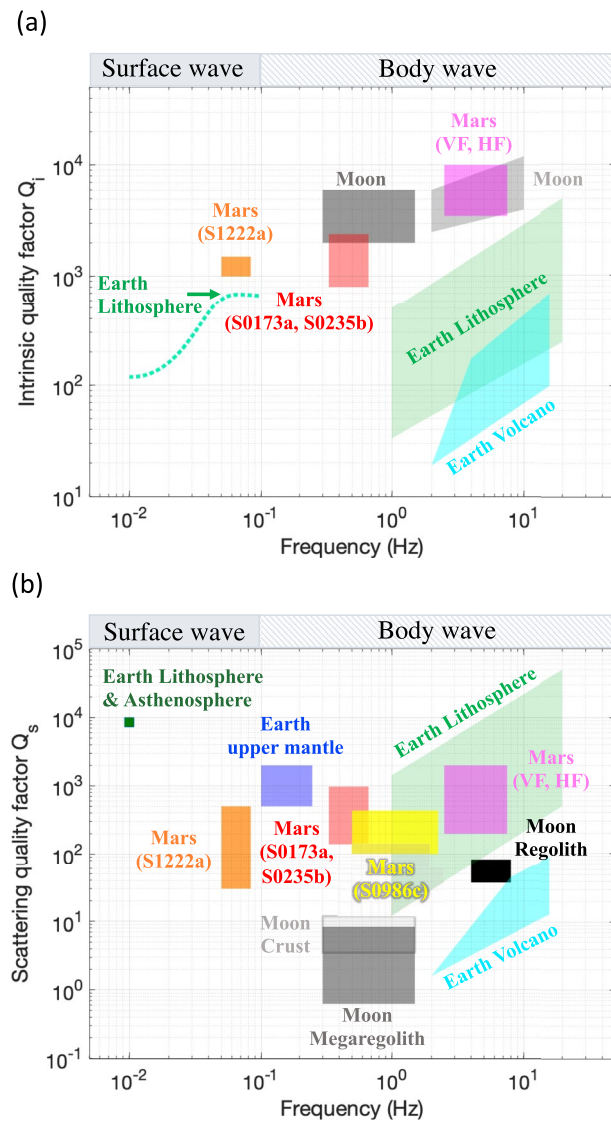 (a)
Surface wave
Body wave
Mars
(VF, HF)
Moon
Moon
Mars
(S1222a)
Earth
Lithosphere
Mars
(S0173a, S0235b)
Earth Lithosphere
Earth Volcano
10^4
10^3
10^2
10^1
Intrinsic quality factor Q_i
10^-2
10^-1
10^0
10^1
Frequency (Hz)
(b)
Surface wave
Body wave
Earth Lithosphere
& Asthenosphere
Earth
upper mantle
Earth Lithosphere
Mars
(VF, HF)
Mars
(S1222a)
Mars
(S0173a,
S0235b)
Mars
(S0986c)
Moon
Regolith
Moon
Crust
Moon
Megaregolith
Earth Volcano
10^5
10^4
10^3
10^2
10^1
10^0
10^-1
Scattering quality factor Q_s
10^-2
10^-1
10^0
10^1
Frequency (Hz)